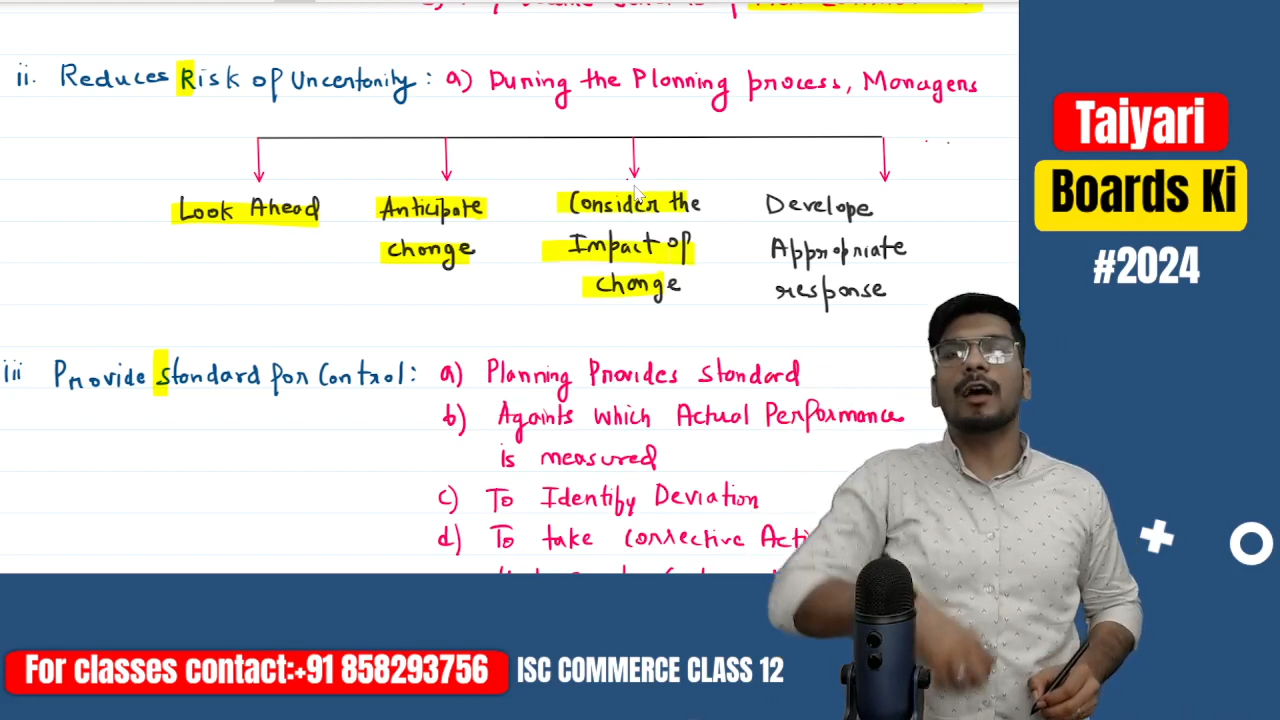 ii. Reduces Risk of Uncertonity: a) During the Planning process, Managers
Look Ahead
Anticipate
change
Consider the
Impact of
change
Develope
Appropriate
response
iii Provide Standard for Control: a) Planning Provides Standard
b) Againts which Actual Performance
is measured
c) To Identify Deviation
d) To take corrective Acti
Taiyari
Boards Ki
#2024
For classes contact:+91 858293756
ISC COMMERCE CLASS 12